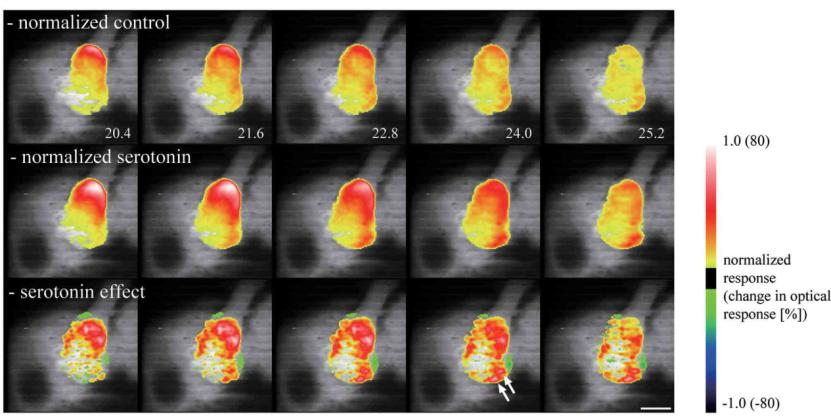 - normalized control
20.4
21.6
22.8
24.0
25.2
- normalized serotonin
- serotonin effect
1.0 (80)
normalized
response
(change in optical
response [%])
-1.0 (-80)